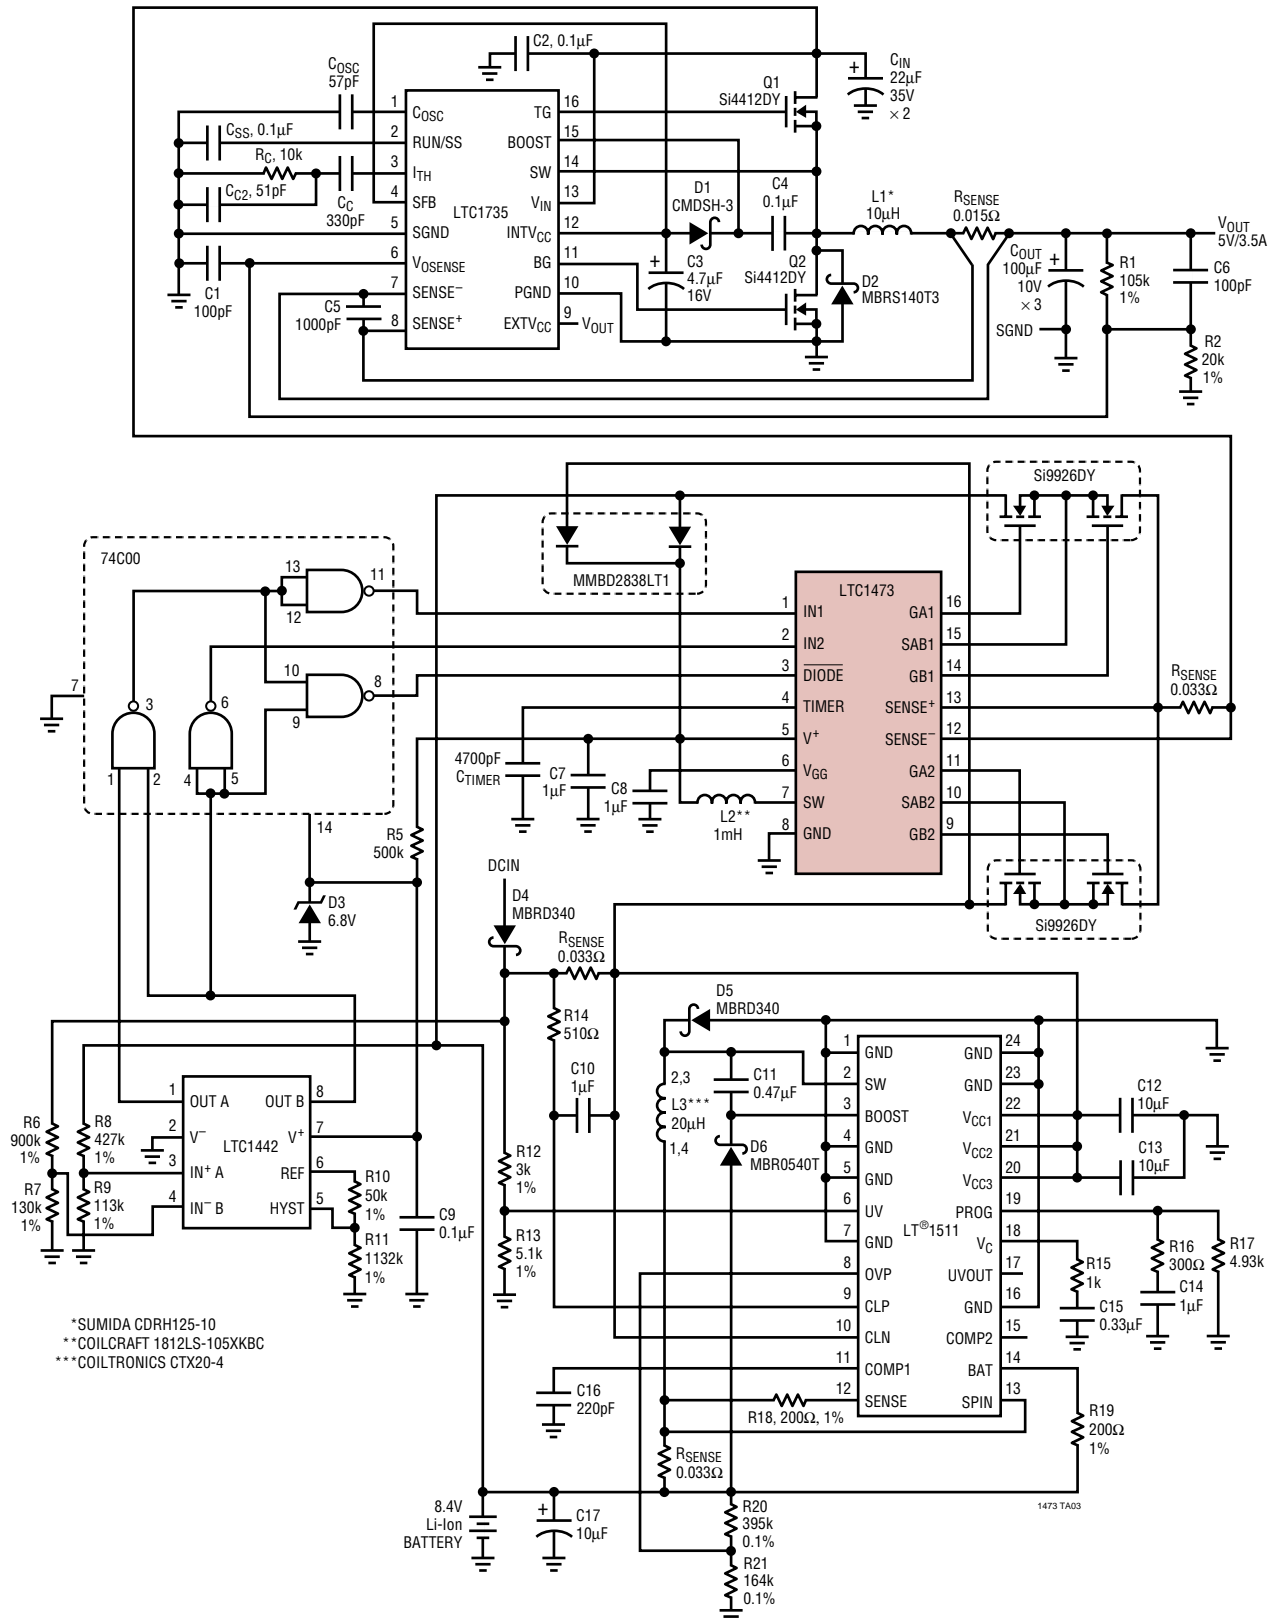 C2, 0.1µF
COSC
57pF
CIN
22µF
35V
× 2
Q1
Si4412DY
1
COSC
TG
16
CSS, 0.1µF
2
RUN/SS
BOOST
15
RC, 10k
3
ITH
SW
14
CC2, 51pF
CC
330pF
4
SFB
LTC1735
VIN
13
D1
CMDSH-3
C4
0.1µF
L1*
10µH
RSENSE
0.015Ω
VOUT
5V/3.5A
5
SGND
INTVCC
12
6
VOSENSE
BG
11
C3
4.7µF
16V
Q2
Si4412DY
D2
MBRS140T3
COUT
100µF
10V
× 3
R1
105k
1%
C6
100pF
C1
100pF
7
SENSE−
PGND
10
C5
1000pF
8
SENSE+
EXTVCC
9
VOUT
SGND
R2
20k
1%
Si9926DY
74C00
MMBD2838LT1
13
12
11
LTC1473
1
IN1
GA1
16
2
IN2
SAB1
15
10
9
8
3
DIODE
GB1
14
RSENSE
0.033Ω
7
3
6
4
TIMER
SENSE+
13
4700pF
CTIMER
5
V+
SENSE−
12
1
2
4
5
C7
1µF
C8
1µF
6
VGG
GA2
11
L2**
1mH
7
SW
SAB2
10
14
R5
500k
8
GND
GB2
9
DCIN
D3
6.8V
D4
MBRD340
Si9926DY
RSENSE
0.033Ω
R14
510Ω
D5
MBRD340
1
GND
GND
24
C10
1µF
2,3
L3***
20µH
1,4
C11
0.47µF
2
SW
GND
23
C12
10µF
1
OUT A
OUT B
8
3
BOOST
VCC1
22
R6
900k
1%
R8
427k
1%
2
V−
LTC1442
V+
7
D6
MBR0540T
4
GND
VCC2
21
C13
10µF
3
IN+ A
REF
6
R10
50k
1%
R12
3k
1%
5
GND
VCC3
20
R7
130k
1%
R9
113k
1%
4
IN− B
HYST
5
C9
0.1µF
6
UV
PROG
19
R11
1132k
1%
R13
5.1k
1%
7
GND
LT®1511
VC
18
R15
1k
R16
300Ω
R17
4.93k
8
OVP
UVOUT
17
9
CLP
GND
16
C15
0.33µF
C14
1µF
*SUMIDA CDRH125-10
**COILCRAFT 1812LS-105XKBC
***COILTRONICS CTX20-4
10
CLN
COMP2
15
11
COMP1
BAT
14
C16
220pF
12
SENSE
SPIN
13
R18, 200Ω, 1%
R19
200Ω
1%
RSENSE
0.033Ω
8.4V
Li-Ion
BATTERY
C17
10µF
R20
395k
0.1%
1473 TA03
R21
164k
0.1%